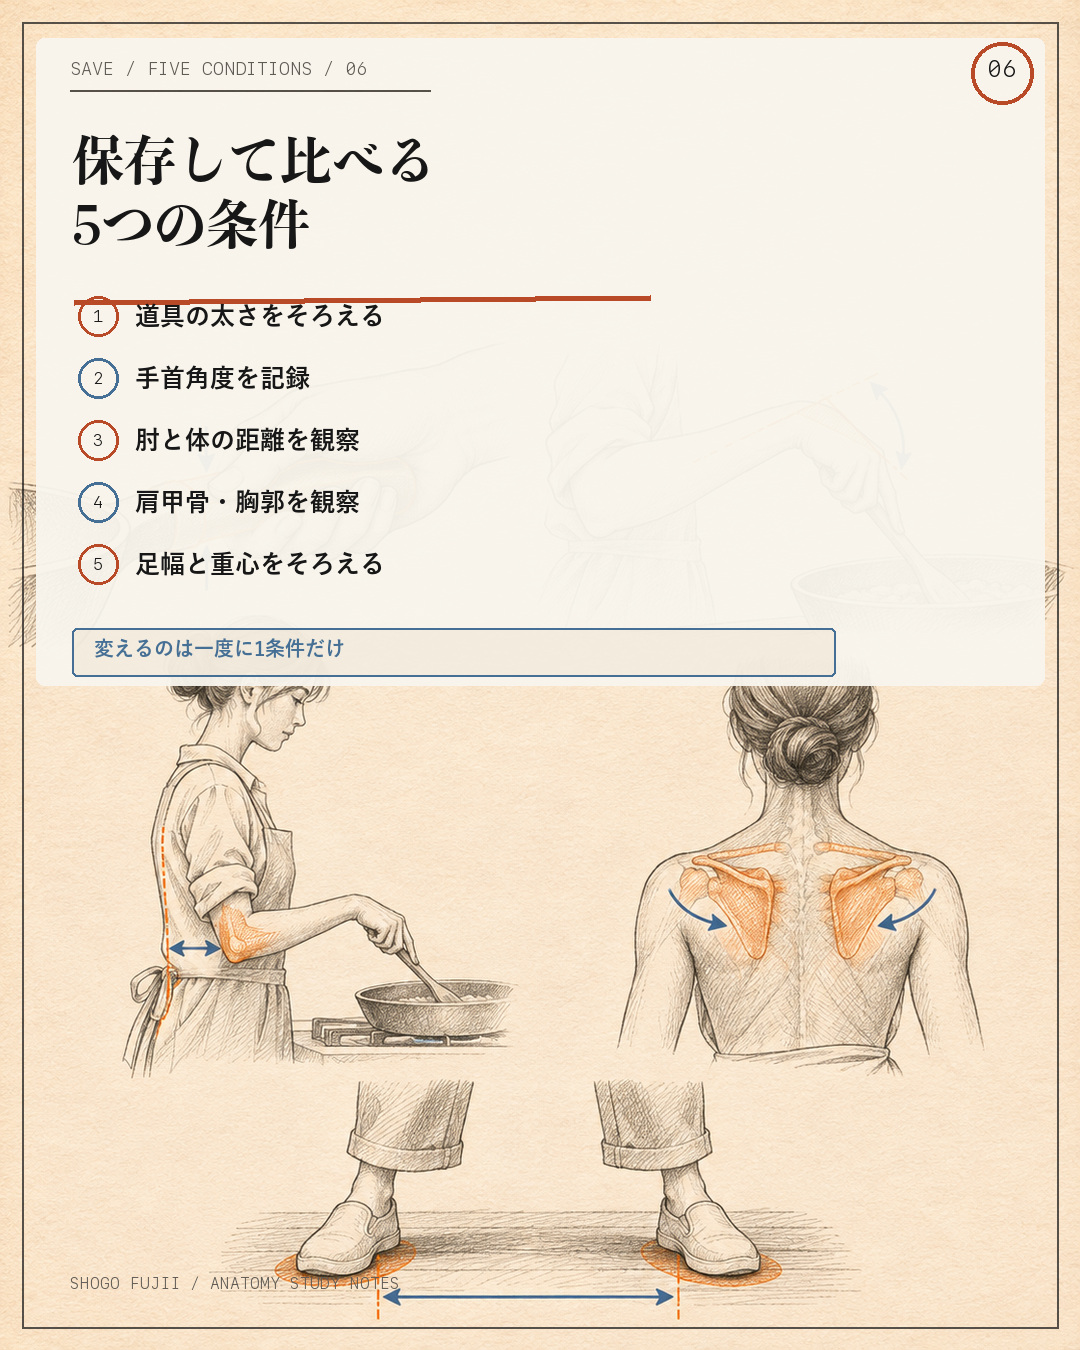 SAVE / FIVE CONDITIONS / 06
06
保存して比べる
5つの条件
1 道具の太さをそろえる
2 手首角度を記録
3 肘と体の距離を観察
4 肩甲骨・胸郭を観察
5 足幅と重心をそろえる
変えるのは一度に1条件だけ
SHOGO FUJII / ANATOMY STUDY NOTES